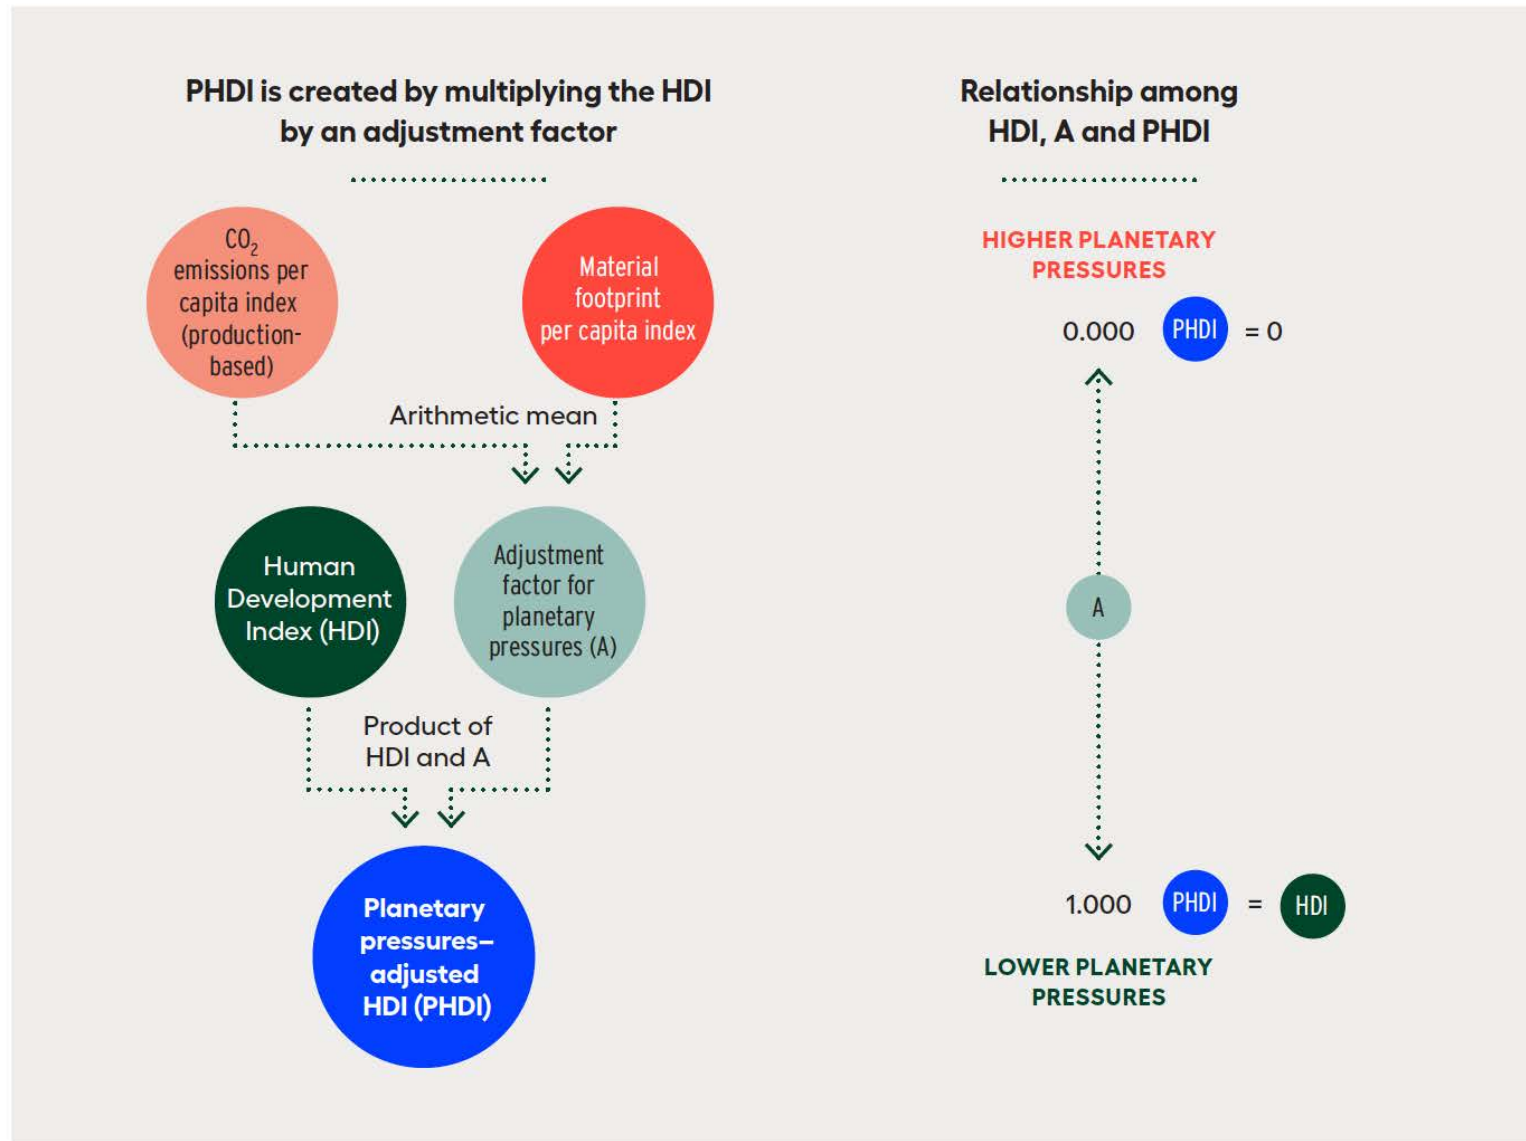 PHDI is created by multiplying the HDI
by an adjustment factor
CO₂
emissions per
capita index
(production-
based)
Material
footprint
per capita index
Arithmetic mean
Human
Development
Index (HDI)
Adjustment
factor for
planetary
pressures (A)
Product of
HDI and A
Planetary
pressures–
adjusted
HDI (PHDI)
Relationship among
HDI, A and PHDI
HIGHER PLANETARY
PRESSURES
0.000 PHDI = 0
A
1.000 PHDI = HDI
LOWER PLANETARY
PRESSURES